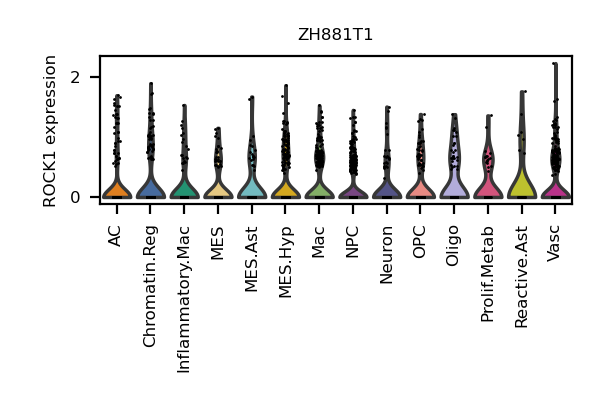 ZH881T1
ROCK1 expression
2
0
AC
Chromatin.Reg
Inflammatory.Mac
MES
MES.Ast
MES.Hyp
Mac
NPC
Neuron
OPC
Oligo
Prolif.Metab
Reactive.Ast
Vasc